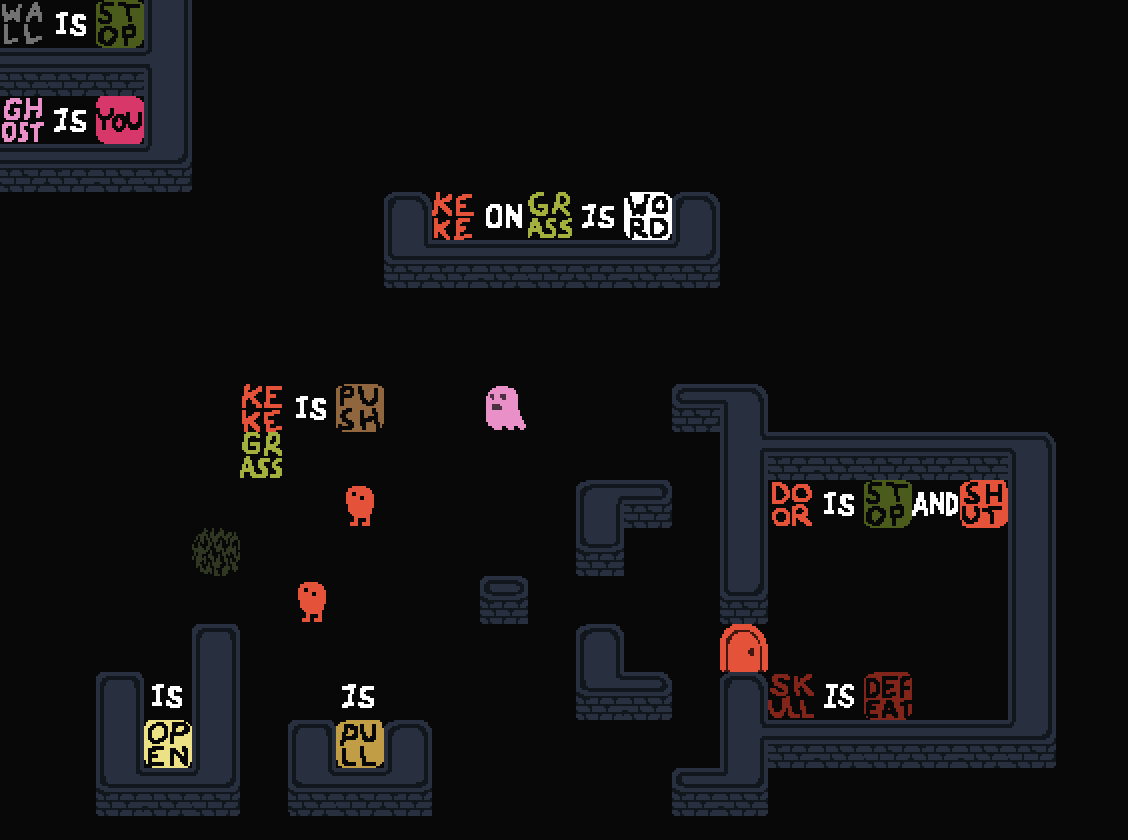 WALL IS STOP
GHOST IS YOU
KEKE ON GRASS IS WORD
KEKE IS PUSH
GRASS
DOOR IS STOP AND SHUT
SKULL IS DEFEAT
IS
OPEN
IS
PULL